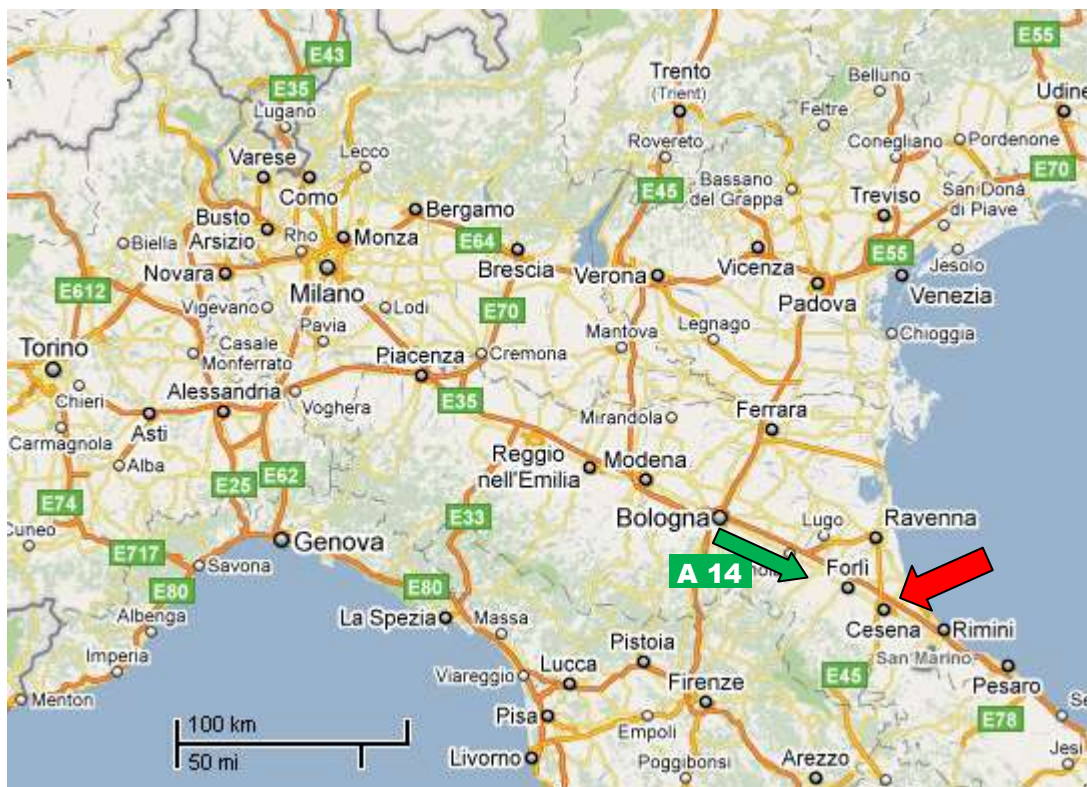 E43
E55
E35
Lugano
Trento
(Trient)
Belluno
Feltre
Udine
Varese
Lecco
Rovereto
Conegliano
Pordenone
Como
E45
Bassano
del Grappa
E70
Busto
Arsizio
Bergamo
Treviso
San Donà
di Piave
Biella
Rho
Monza
E64
Brescia
Vicenza
E55
Jesolo
Novara
Verona
Padova
Venezia
E612
Milano
Vigevano
Lodi
E70
Pavia
Mantova
Legnago
Chioggia
Torino
Casale
Monferrato
Piacenza
Cremona
Chieri
Alessandria
Voghera
E35
Mirandola
Ferrara
Carmagnola
Asti
Reggio
nell'Emilia
Modena
Alba
E25
E62
E74
E33
Bologna
Lugo
Ravenna
Cuneo
E717
Genova
A 14
Forlì
Savona
E80
E80
Albenga
La Spezia
Massa
Cesena
Rimini
Pistoia
San Marino
Imperia
Viareggio
Lucca
Firenze
E45
Pesaro
Menton
Pisa
Empoli
E78
100 km
50 mi
Livorno
Poggibonsi
Arezzo
Jesi